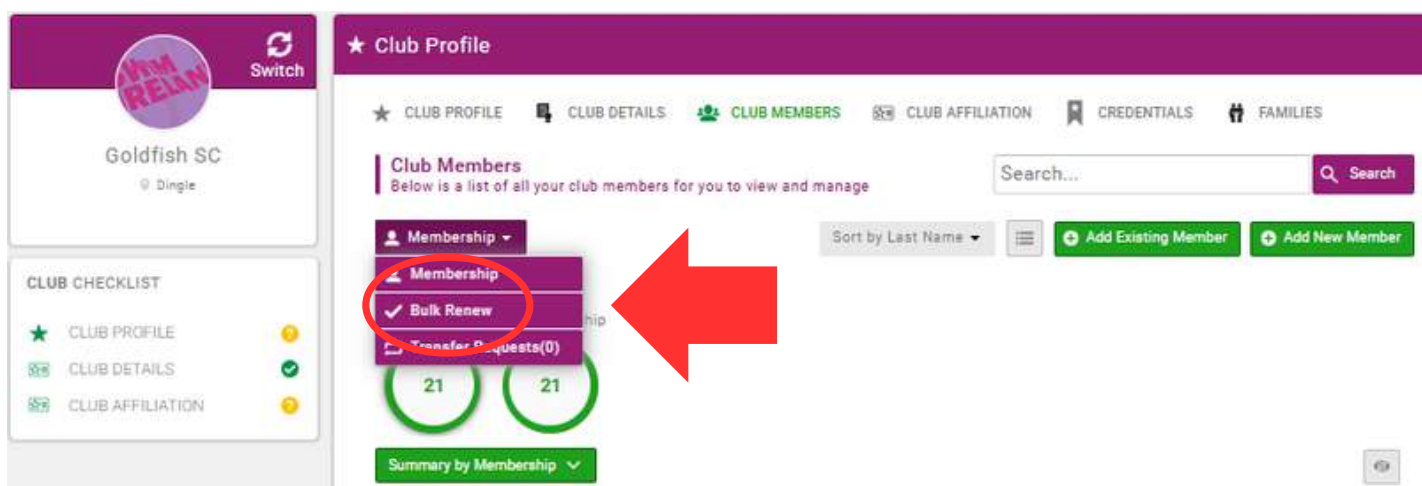 Switch
Goldfish SC
Dingle
CLUB CHECKLIST
CLUB PROFILE
CLUB DETAILS
CLUB AFFILIATION
Club Profile
CLUB PROFILE CLUB DETAILS CLUB MEMBERS CLUB AFFILIATION CREDENTIALS FAMILIES
Club Members
Below is a list of all your club members for you to view and manage
Search... Search
Membership Sort by Last Name Add Existing Member Add New Member
Membership
Bulk Renew
Transfer Requests(0)
21 21
Summary by Membership